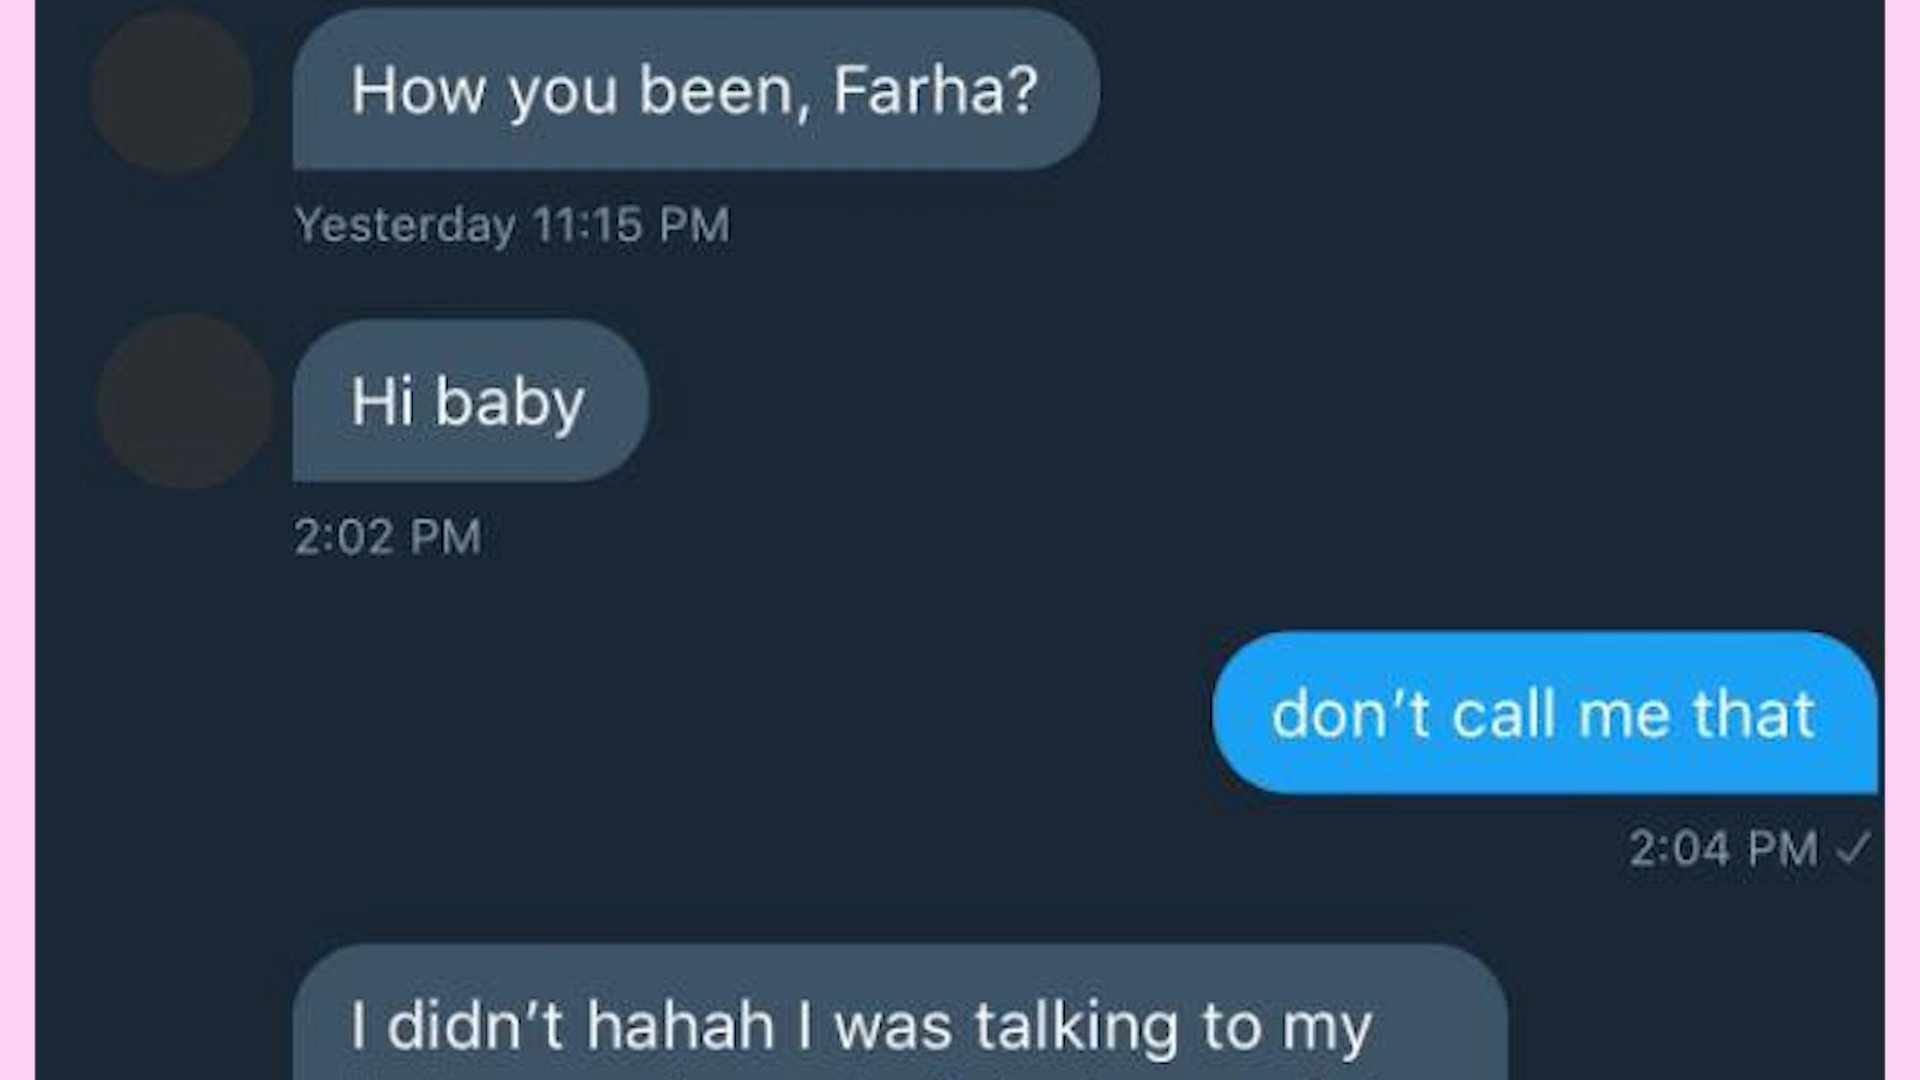 How you been, Farha?
Yesterday 11:15 PM
Hi baby
2:02 PM
don’t call me that
2:04 PM ✓
I didn’t hahah I was talking to my